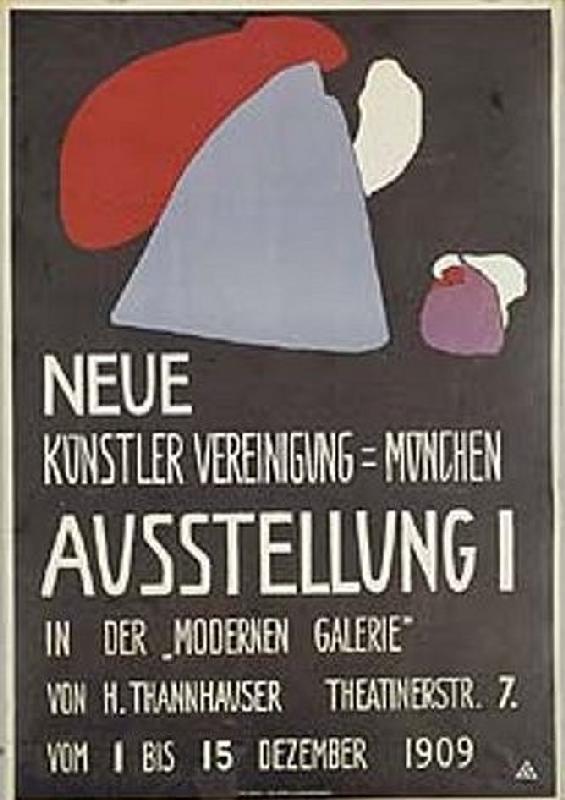 NEUE
KÜNSTLER VEREINIGUNG = MÜNCHEN
AUSSTELLUNG I
IN DER „MODERNEN GALERIE"
VON H. THANNHAUSER THEATINERSTR. 7.
VOM 1 BIS 15 DEZEMBER 1909